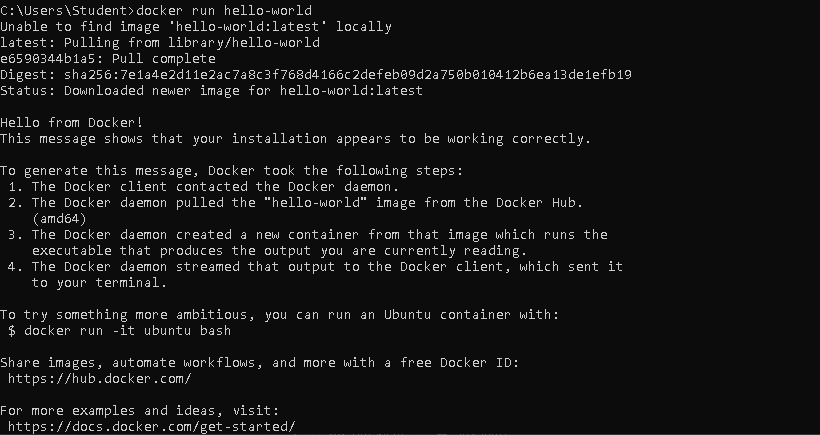 C:\Users\Student>docker run hello-world
Unable to find image 'hello-world:latest' locally
latest: Pulling from library/hello-world
e6590344b1a5: Pull complete
Digest: sha256:7e1a4e2d11e2ac7a8c3f768d4166c2defeb09d2a750b010412b6ea13de1efb19
Status: Downloaded newer image for hello-world:latest

Hello from Docker!
This message shows that your installation appears to be working correctly.

To generate this message, Docker took the following steps:
 1. The Docker client contacted the Docker daemon.
 2. The Docker daemon pulled the "hello-world" image from the Docker Hub.
    (amd64)
 3. The Docker daemon created a new container from that image which runs the
    executable that produces the output you are currently reading.
 4. The Docker daemon streamed that output to the Docker client, which sent it
    to your terminal.

To try something more ambitious, you can run an Ubuntu container with:
 $ docker run -it ubuntu bash

Share images, automate workflows, and more with a free Docker ID:
 https://hub.docker.com/

For more examples and ideas, visit:
 https://docs.docker.com/get-started/